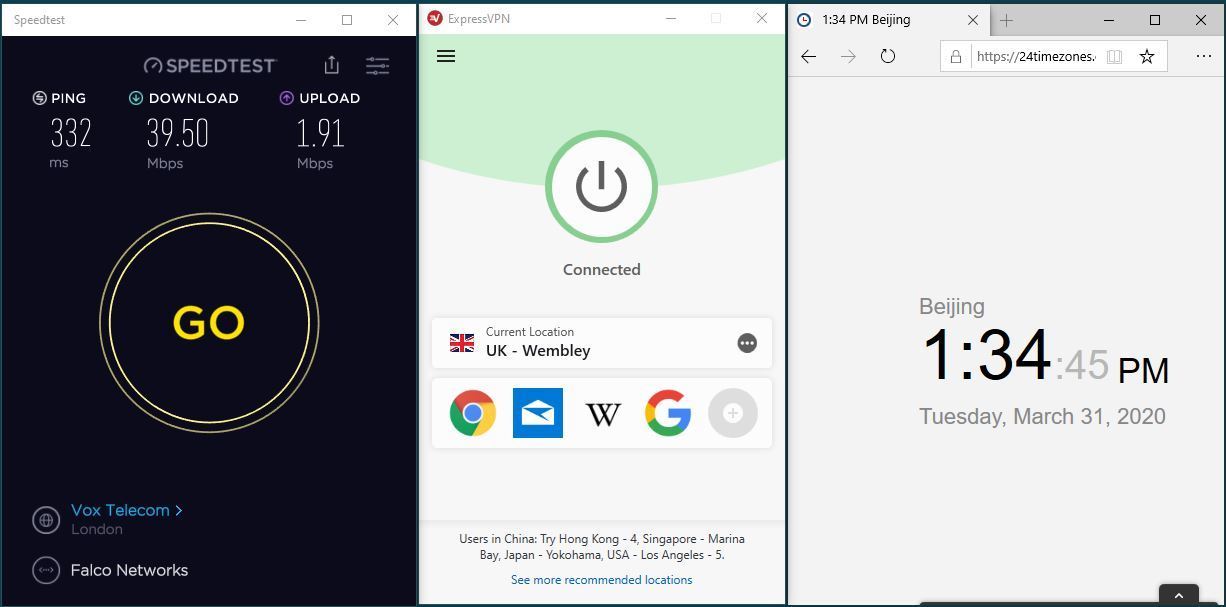 Speedtest
SPEEDTEST
PING
DOWNLOAD
UPLOAD
332
39.50
1.91
ms
Mbps
Mbps
GO
Vox Telecom >
London
Falco Networks
ExpressVPN
Connected
Current Location
UK - Wembley
W
G
Users in China: Try Hong Kong - 4, Singapore - Marina
Bay, Japan - Yokohama, USA - Los Angeles - 5.
See more recommended locations
1:34 PM Beijing
https://24timezones.
Beijing
1:34:45 PM
Tuesday, March 31, 2020